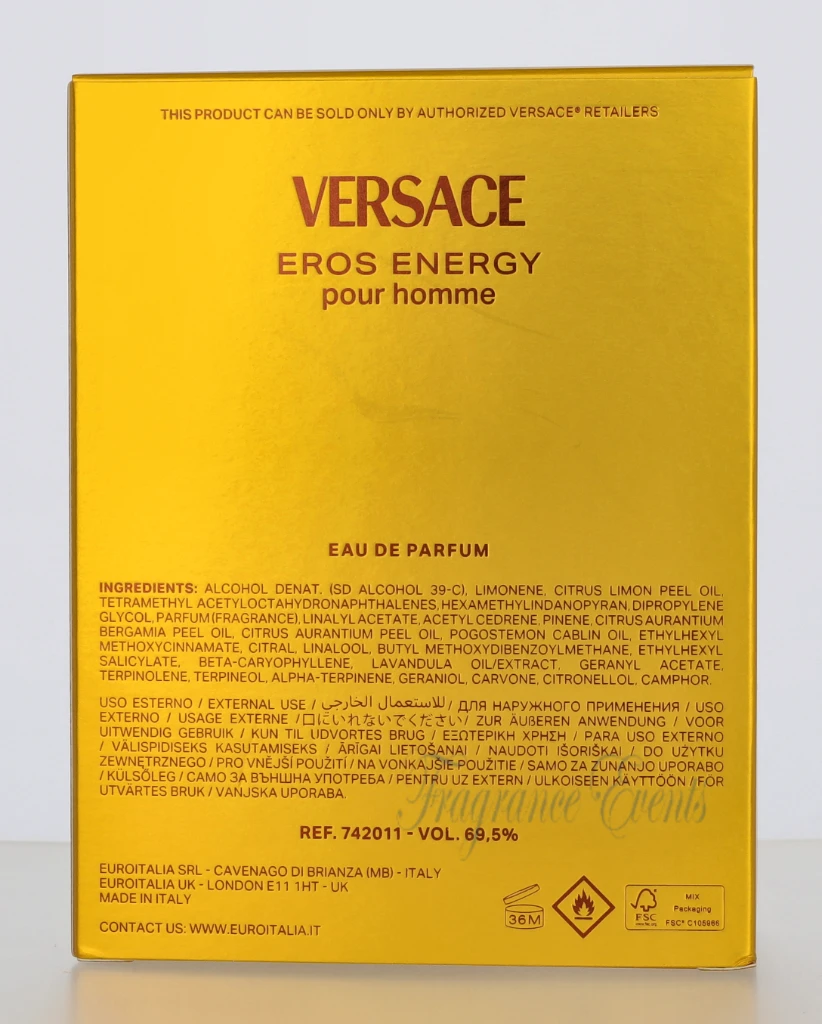 THIS PRODUCT CAN BE SOLD ONLY BY AUTHORIZED VERSACE® RETAILERS
VERSACE
EROS ENERGY
pour homme
EAU DE PARFUM
INGREDIENTS: ALCOHOL DENAT. (SD ALCOHOL 39-C), LIMONENE, CITRUS LIMON PEEL OIL,
TETRAMETHYL ACETYLOCTAHYDRONAPHTHALENES, HEXAMETHYLINDANOPYRAN, DIPROPYLENE
GLYCOL, PARFUM (FRAGRANCE), LINALYL ACETATE, ACETYL CEDRENE, PINENE, CITRUS AURANTIUM
BERGAMIA PEEL OIL, CITRUS AURANTIUM PEEL OIL, POGOSTEMON CABLIN OIL, ETHYLHEXYL
METHOXYCINNAMATE, CITRAL, LINALOOL, BUTYL METHOXYDIBENZOYLMETHANE, ETHYLHEXYL
SALICYLATE, BETA-CARYOPHYLLENE, LAVANDULA OIL/EXTRACT, GERANYL ACETATE,
TERPINOLENE, TERPINEOL, ALPHA-TERPINENE, GERANIOL, CARVONE, CITRONELLOL, CAMPHOR.
USO ESTERNO / EXTERNAL USE / للاستعمال الخارجي / ДЛЯ НАРУЖНОГО ПРИМЕНЕНИЯ / USO
EXTERNO / USAGE EXTERNE /口にいれないでください/ ZUR ÄUßEREN ANWENDUNG / VOOR
UITWENDIG GEBRUIK / KUN TIL UDVORTES BRUG / ΕΞΩΤΕΡΙΚΗ ΧΡΗΣΗ / PARA USO EXTERNO
/ VÄLISPIDISEKS KASUTAMISEKS / ĀRĪGAI LIETOŠANAI / NAUDOTI IŠORIŠKAI / DO UŻYTKU
ZEWNĘTRZNEGO / PRO VNĚJŠÍ POUŽITÍ / NA VONKAJŠIE POUŽITIE / SAMO ZA ZUNANJO UPORABO
/ KÜLSŐLEG / САМО ЗА ВЪНШНА УПОТРЕБА / PENTRU UZ EXTERN / ULKOISEEN KÄYTTÖÖN / FÖR
UTVÄRTES BRUK / VANJSKA UPORABA.
Fragrance Events
REF. 742011 - VOL. 69,5%
EUROITALIA SRL - CAVENAGO DI BRIANZA (MB) - ITALY
EUROITALIA UK - LONDON E11 1HT - UK
MADE IN ITALY
CONTACT US: WWW.EUROITALIA.IT
36M
FSC
www.fsc.org
MIX
Packaging
FSC® C105966